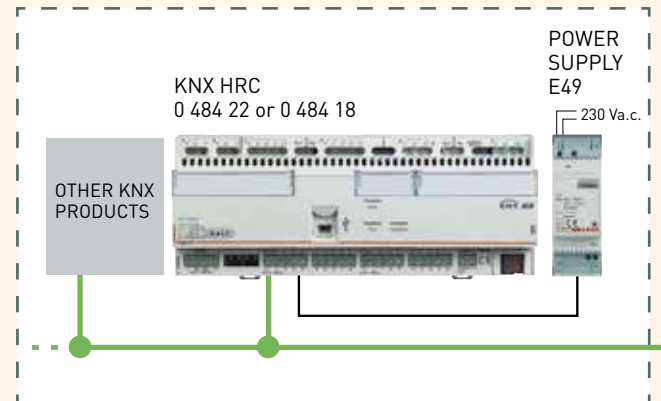 POWER
SUPPLY
E49
230 Va.c.
KNX HRC
0 484 22 or 0 484 18
OTHER KNX
PRODUCTS